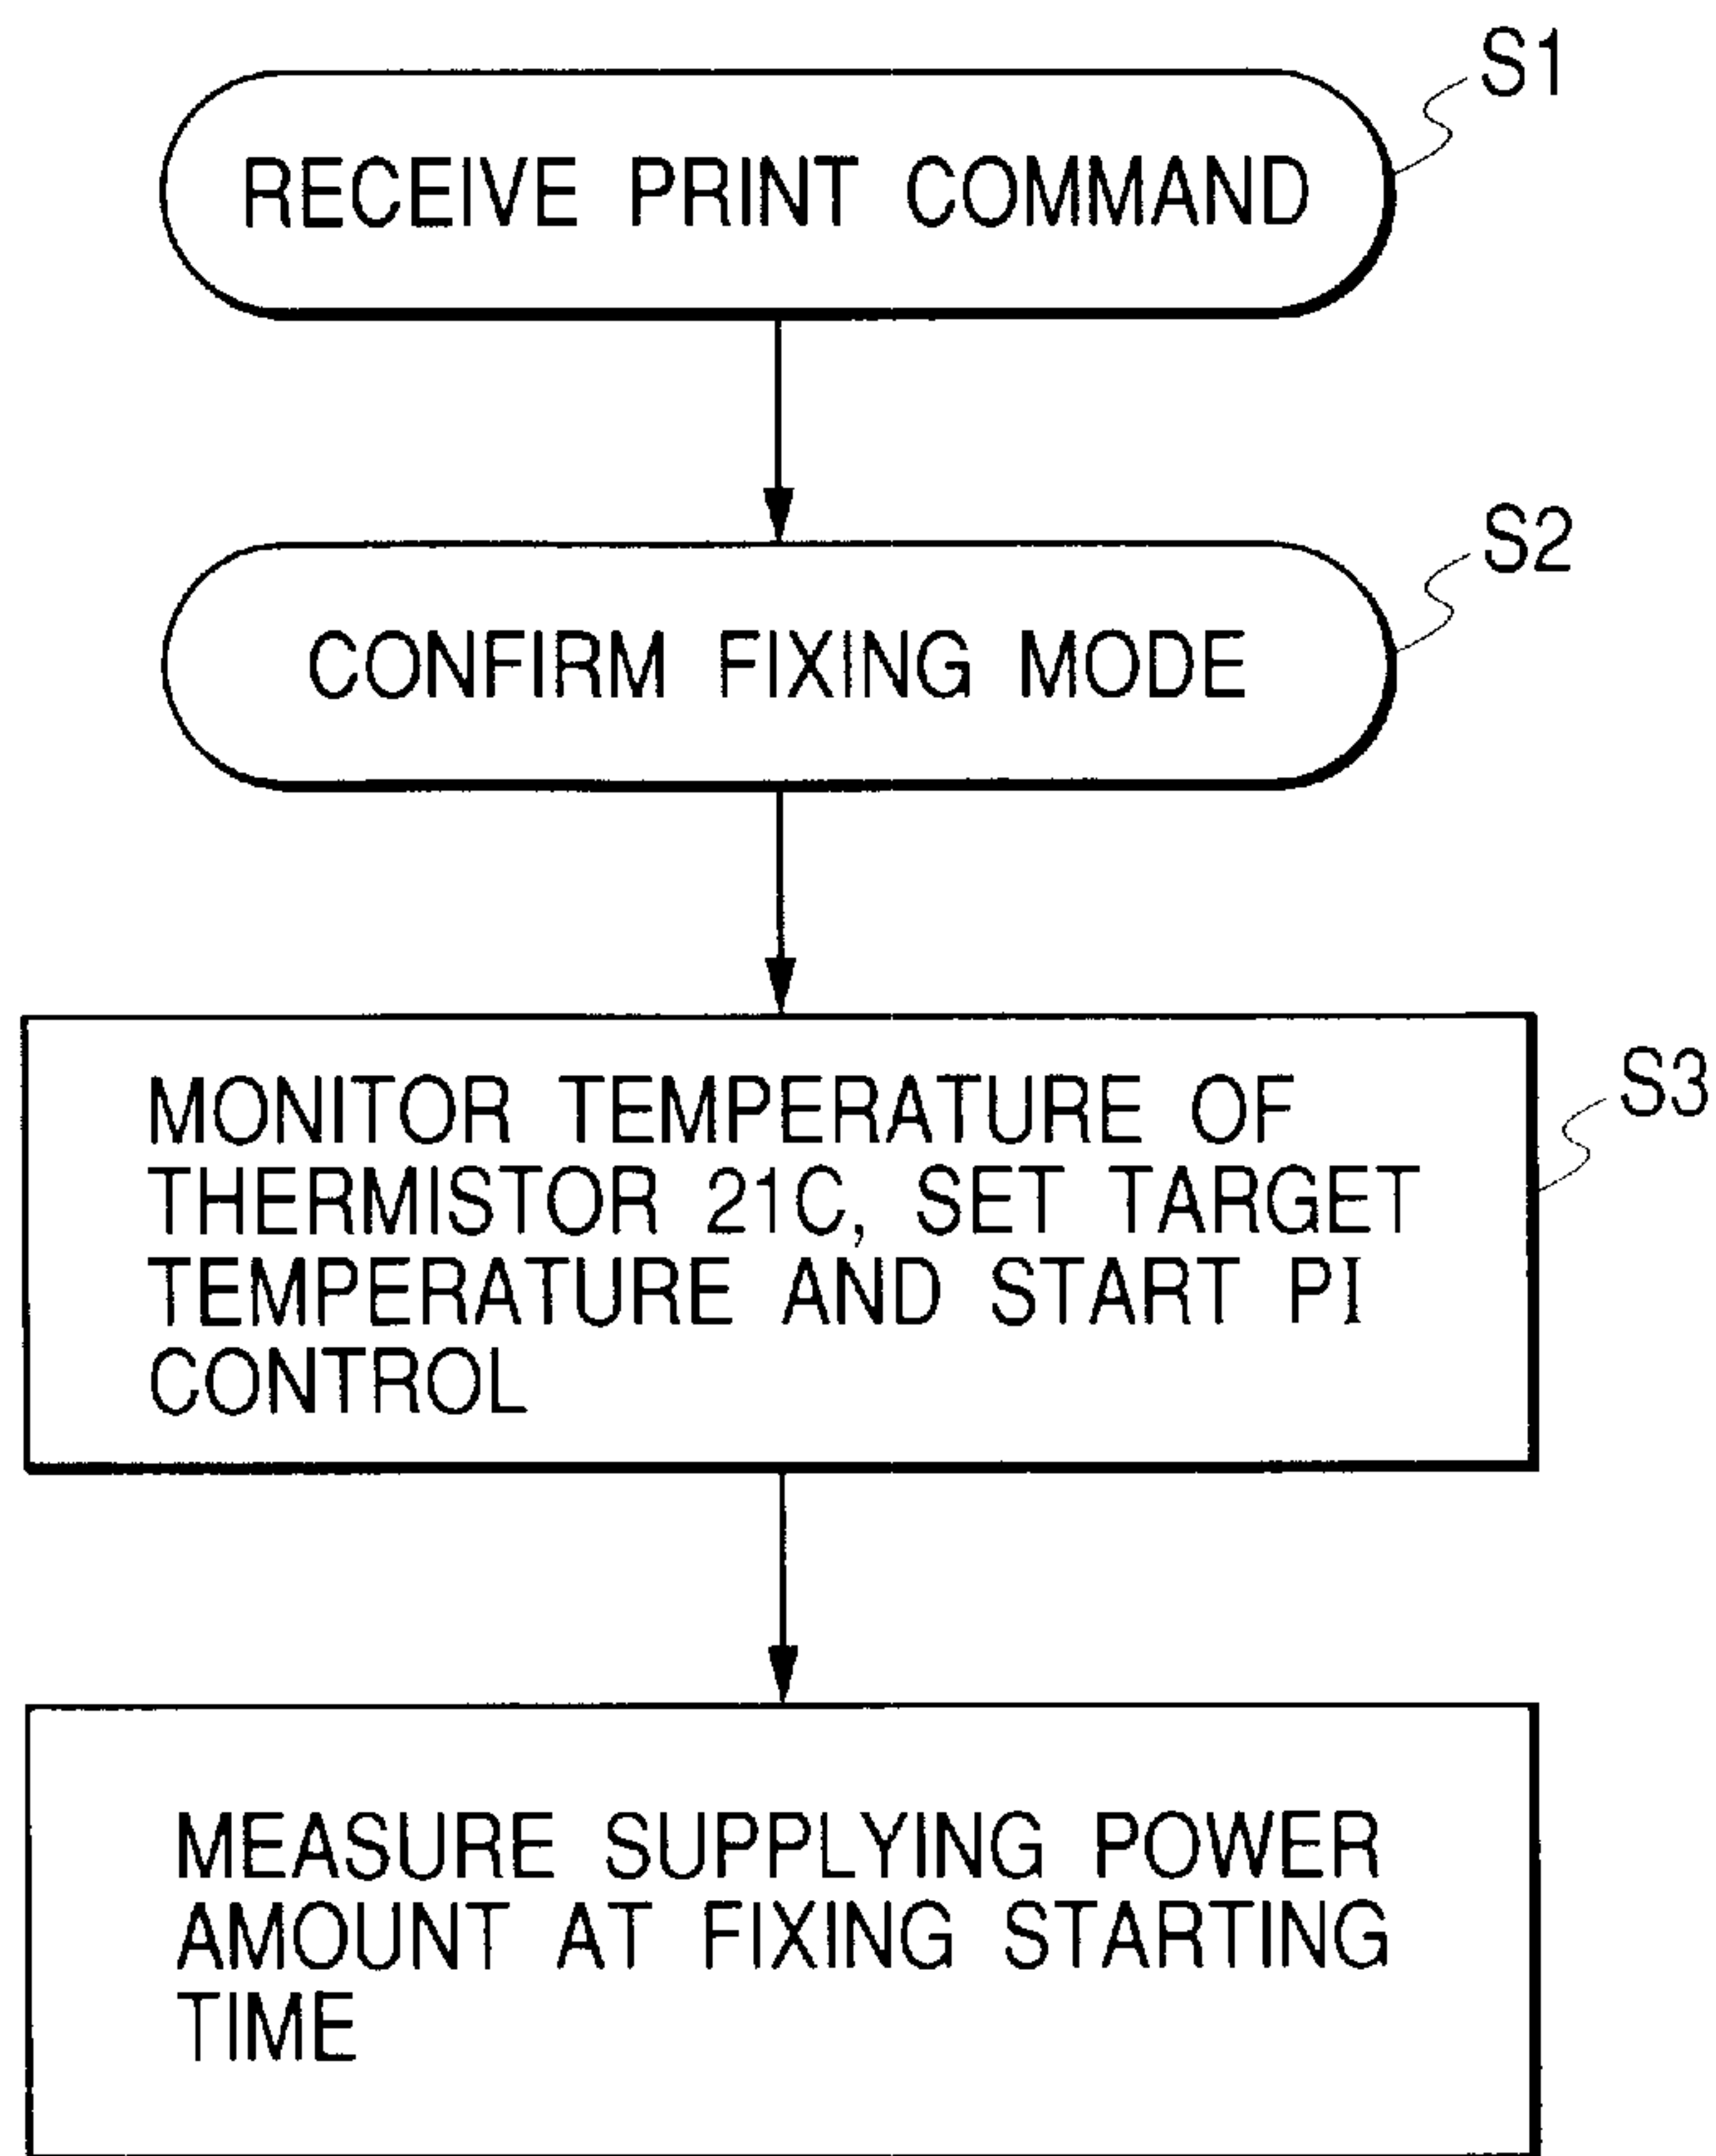 S1
RECEIVE PRINT COMMAND
S2
CONFIRM FIXING MODE
S3
MONITOR TEMPERATURE OF
THERMISTOR 21C, SET TARGET
TEMPERATURE AND START PI
CONTROL
MEASURE SUPPLYING POWER
AMOUNT AT FIXING STARTING
TIME